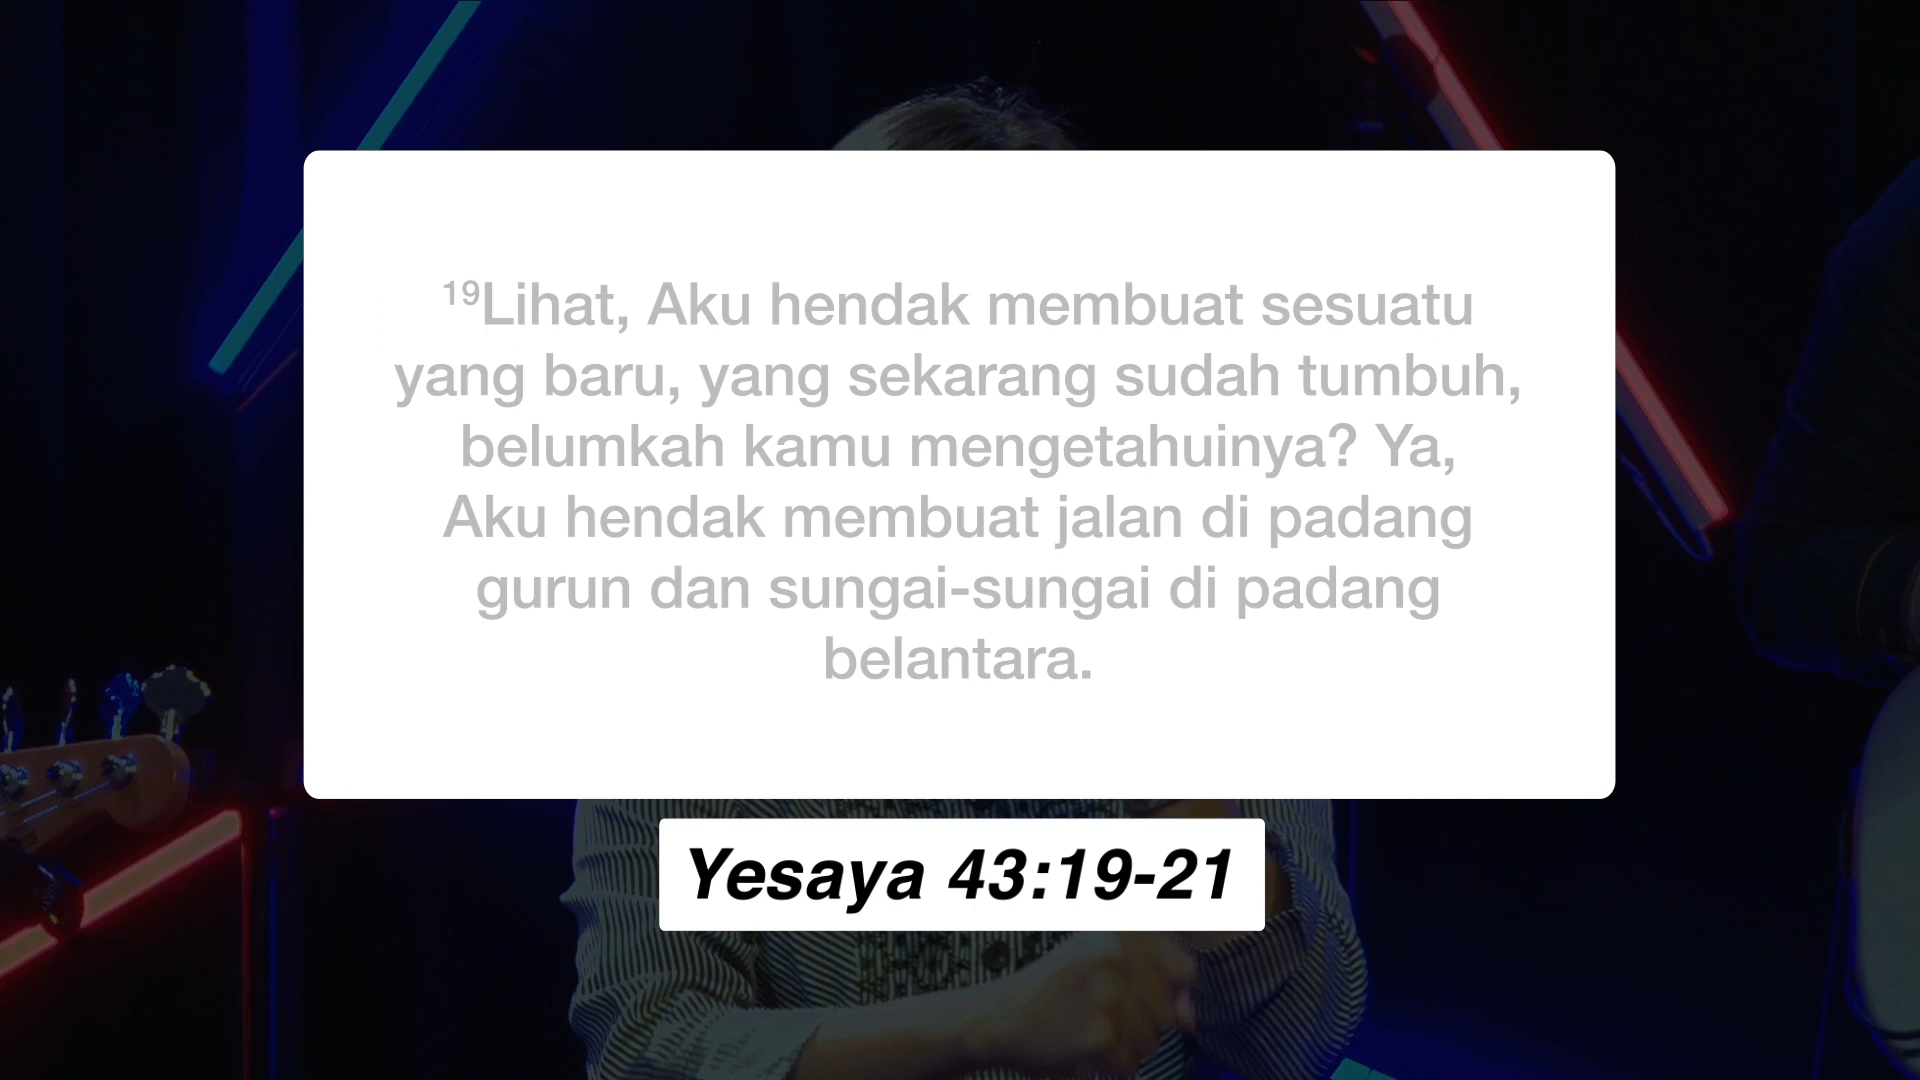 19Lihat, Aku hendak membuat sesuatu
yang baru, yang sekarang sudah tumbuh,
belumkah kamu mengetahuinya? Ya,
Aku hendak membuat jalan di padang
gurun dan sungai-sungai di padang
belantara.
Yesaya 43:19-21